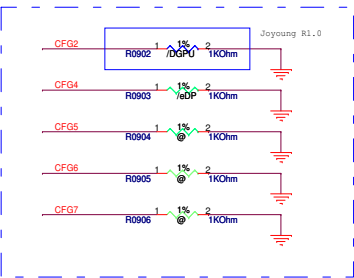 Joyoung R1.0
CFG2 1 1% 2
R0902 /DGPU 1KOhm
CFG4 1 1% 2
R0903 /eDP 1KOhm
CFG5 1 1% 2
R0904 @ 1KOhm
CFG6 1 1% 2
R0905 @ 1KOhm
CFG7 1 1% 2
R0906 @ 1KOhm